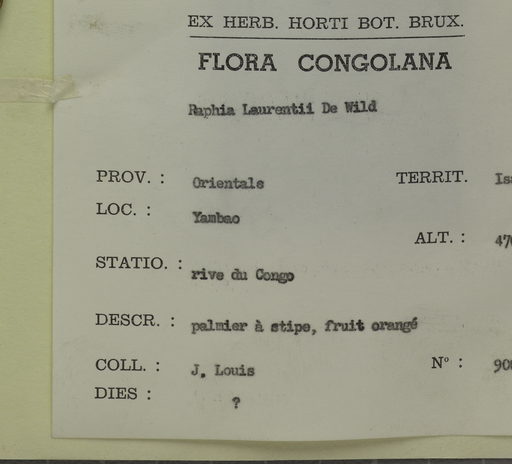 EX HERB. HORTI BOT. BRUX.
FLORA CONGOLANA
Raphia Laurentii De Wild
PROV. : Orientale TERRIT.
LOC. : Yambao
ALT. :
STATIO. : rive du Congo
DESCR. : palmier à stipe, fruit orangé
COLL. : J. Louis N° :
DIES : ?